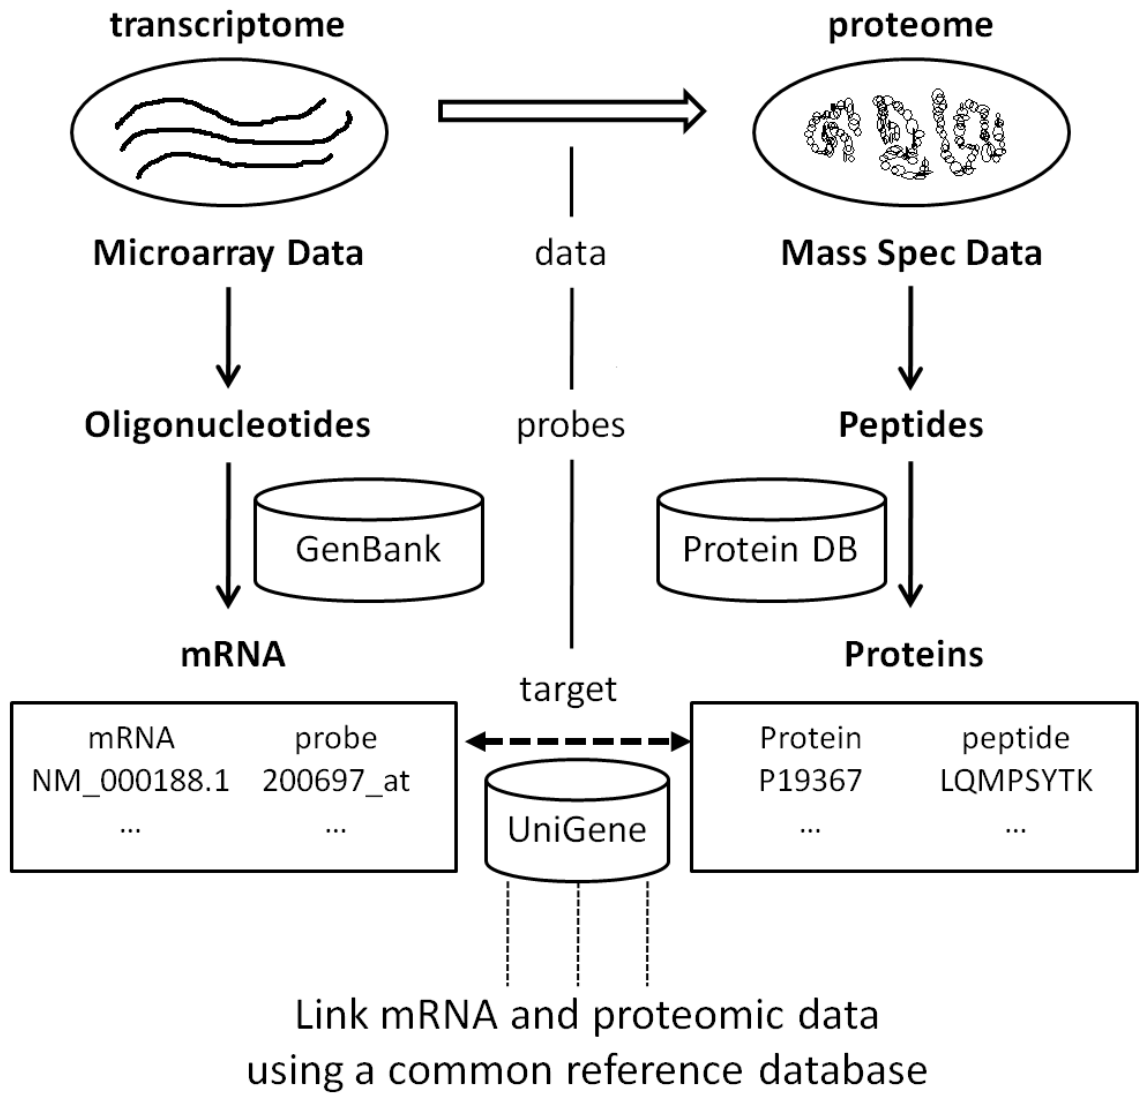 transcriptome
proteome
Microarray Data
data
Mass Spec Data
Oligonucleotides
probes
Peptides
GenBank
Protein DB
mRNA
Proteins
target
mRNA probe
NM_000188.1 200697_at
... ...
Protein peptide
P19367 LQMPSYTK
... ...
UniGene
Link mRNA and proteomic data
using a common reference database